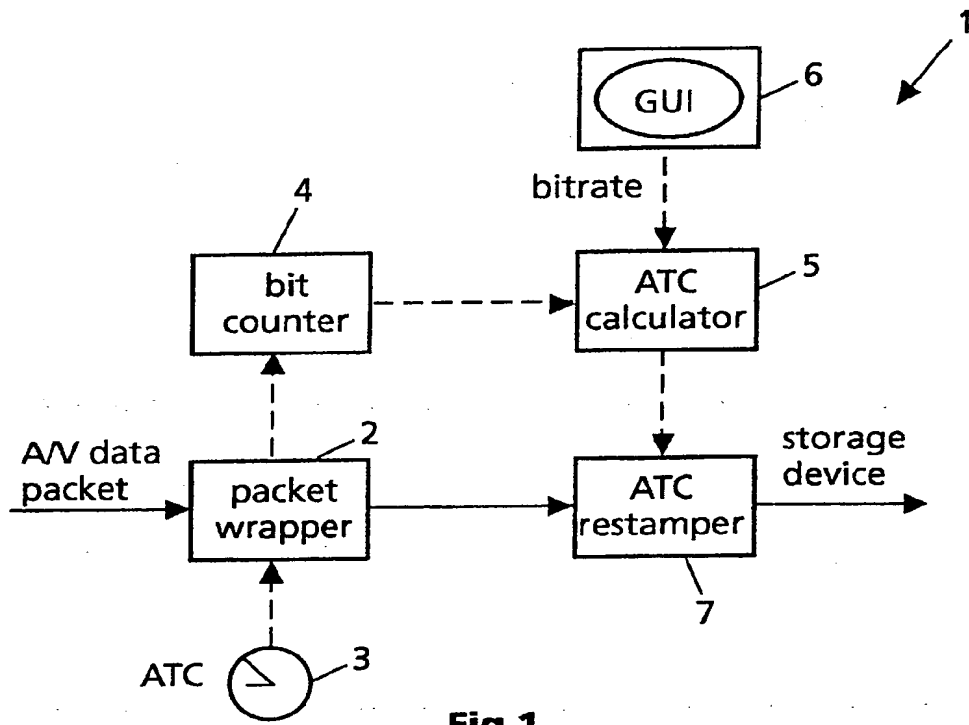 1
GUI
6
bitrate
4
bit
counter
ATC
calculator
5
A/V data
packet
2
packet
wrapper
ATC
restamper
storage
device
7
ATC
3
Fig.1